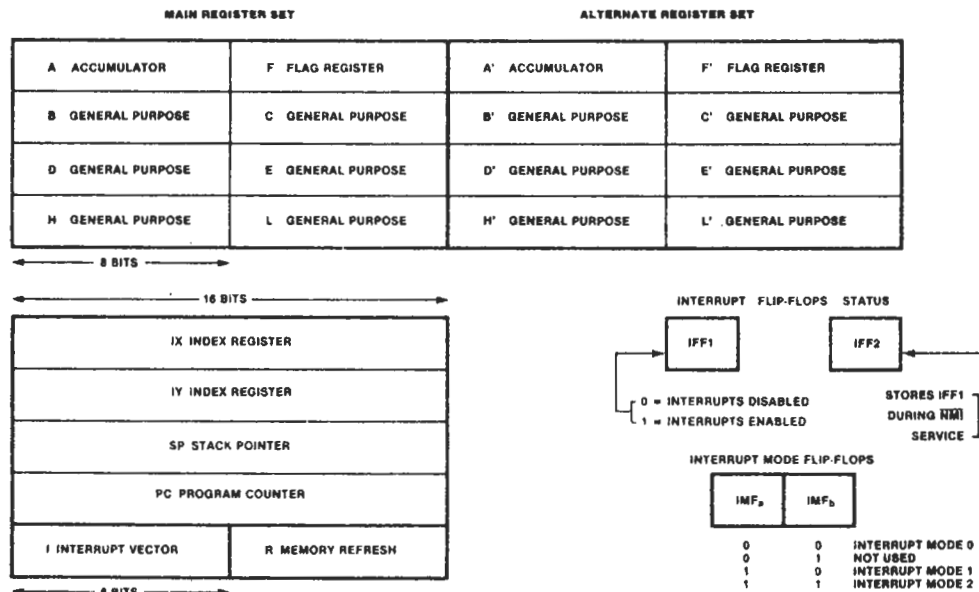 MAIN REGISTER SET
ALTERNATE REGISTER SET
A ACCUMULATOR
F FLAG REGISTER
A' ACCUMULATOR
F' FLAG REGISTER
B GENERAL PURPOSE
C GENERAL PURPOSE
B' GENERAL PURPOSE
C' GENERAL PURPOSE
D GENERAL PURPOSE
E GENERAL PURPOSE
D' GENERAL PURPOSE
E' GENERAL PURPOSE
H GENERAL PURPOSE
L GENERAL PURPOSE
H' GENERAL PURPOSE
L' GENERAL PURPOSE
8 BITS
16 BITS
IX INDEX REGISTER
IY INDEX REGISTER
SP STACK POINTER
PC PROGRAM COUNTER
I INTERRUPT VECTOR
R MEMORY REFRESH
8 BITS
INTERRUPT FLIP-FLOPS STATUS
IFF1
IFF2
0 = INTERRUPTS DISABLED
1 = INTERRUPTS ENABLED
STORES IFF1
DURING N̅M̅I̅
SERVICE
INTERRUPT MODE FLIP-FLOPS
IMFa
IMFb
0 0 INTERRUPT MODE 0
0 1 NOT USED
1 0 INTERRUPT MODE 1
1 1 INTERRUPT MODE 2